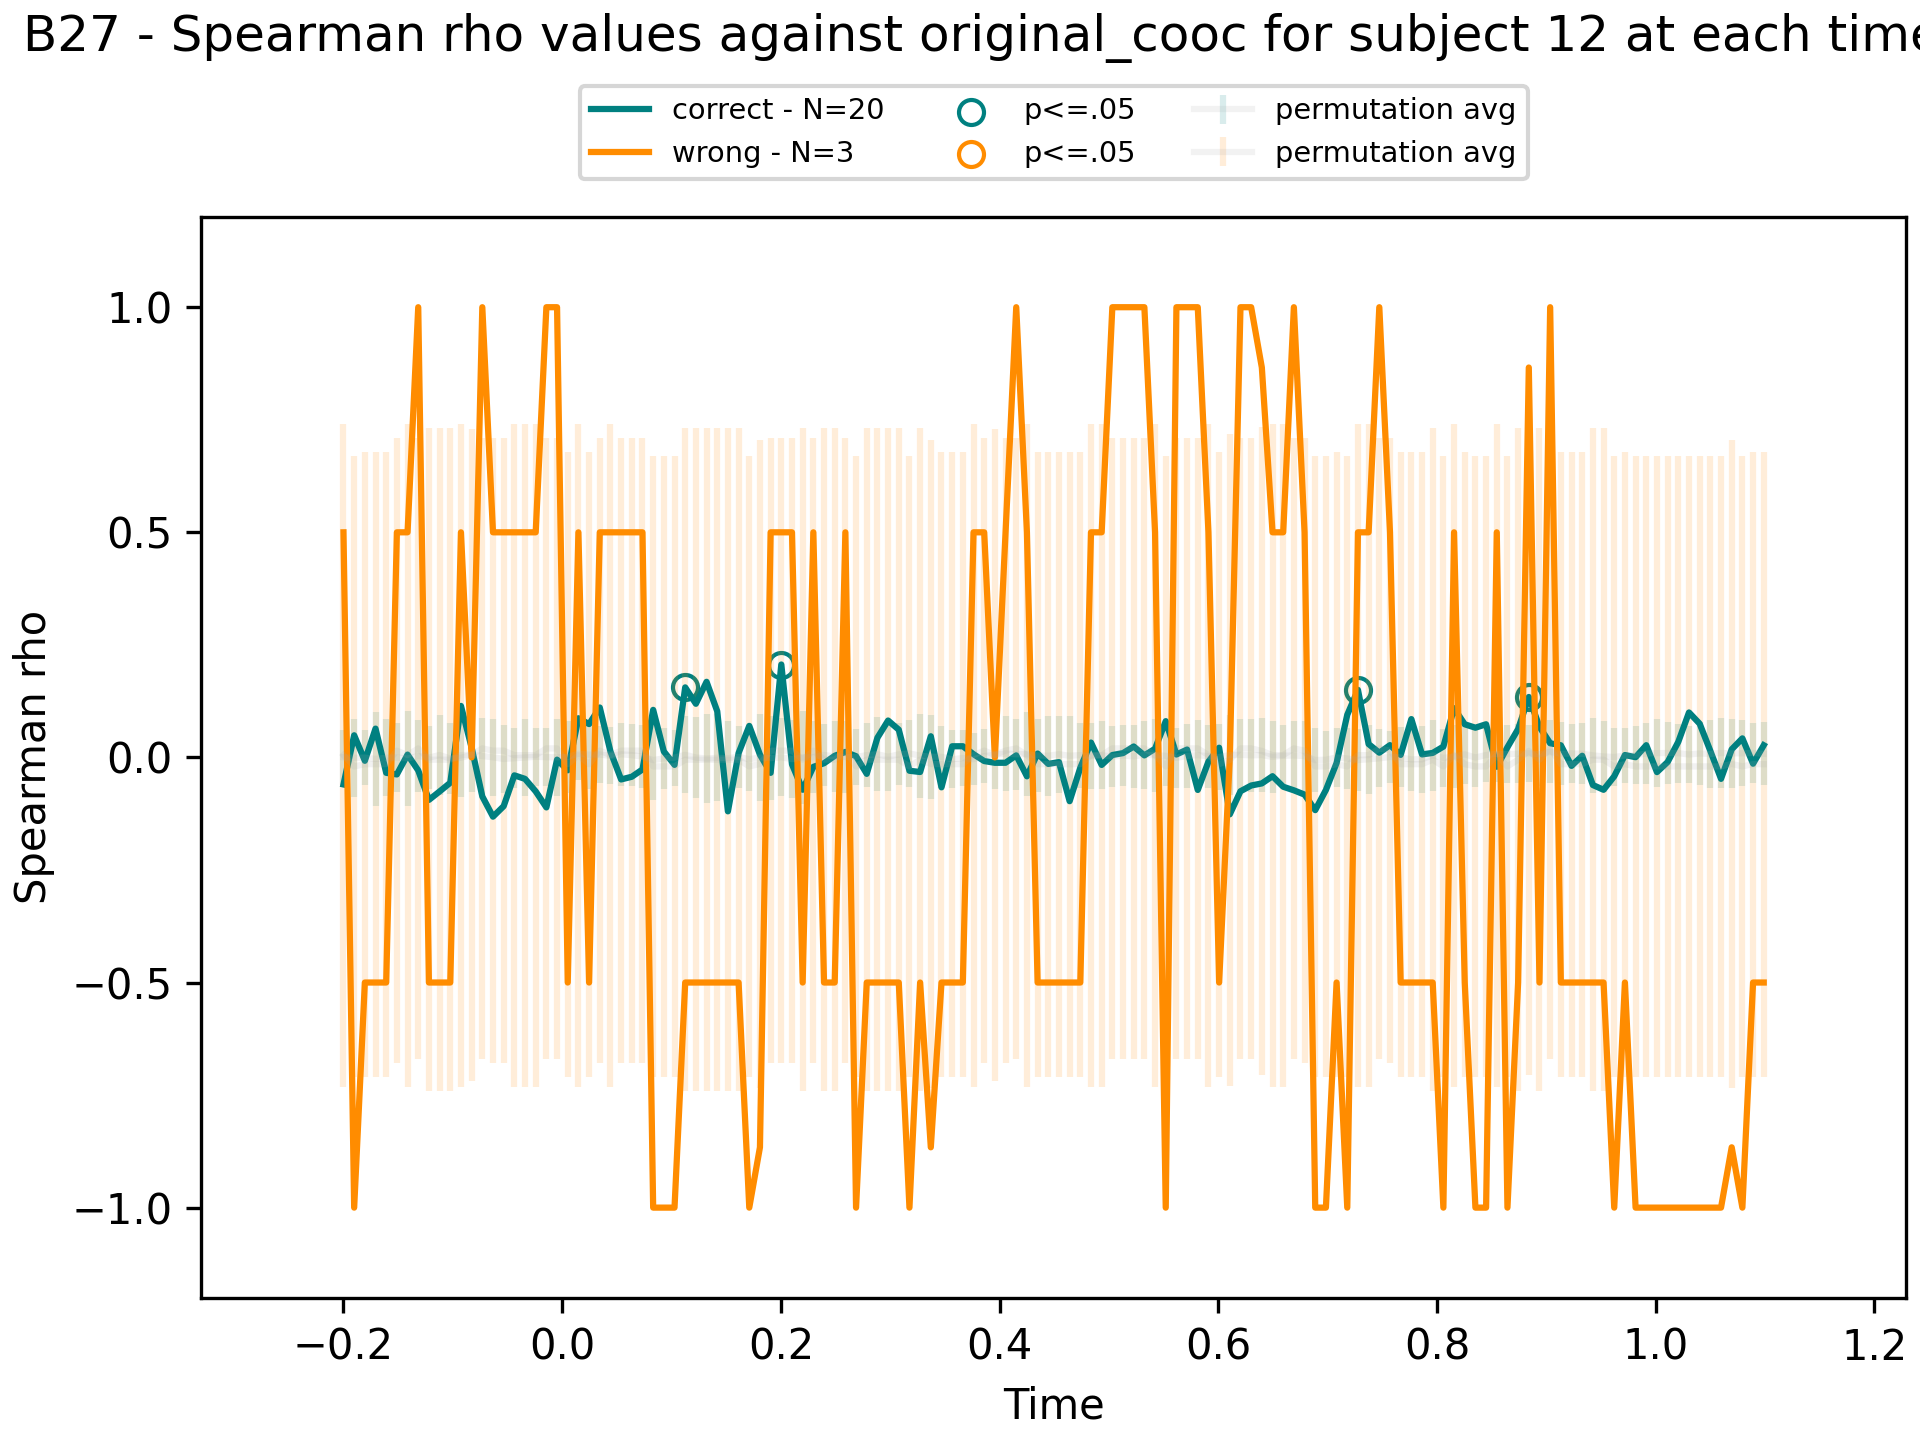 B27 - Spearman rho values against original_cooc for subject 12 at each time
correct - N=20
wrong - N=3
p<=.05
p<=.05
permutation avg
permutation avg
1.0
0.5
0.0
−0.5
−1.0
Spearman rho
−0.2 0.0 0.2 0.4 0.6 0.8 1.0 1.2
Time